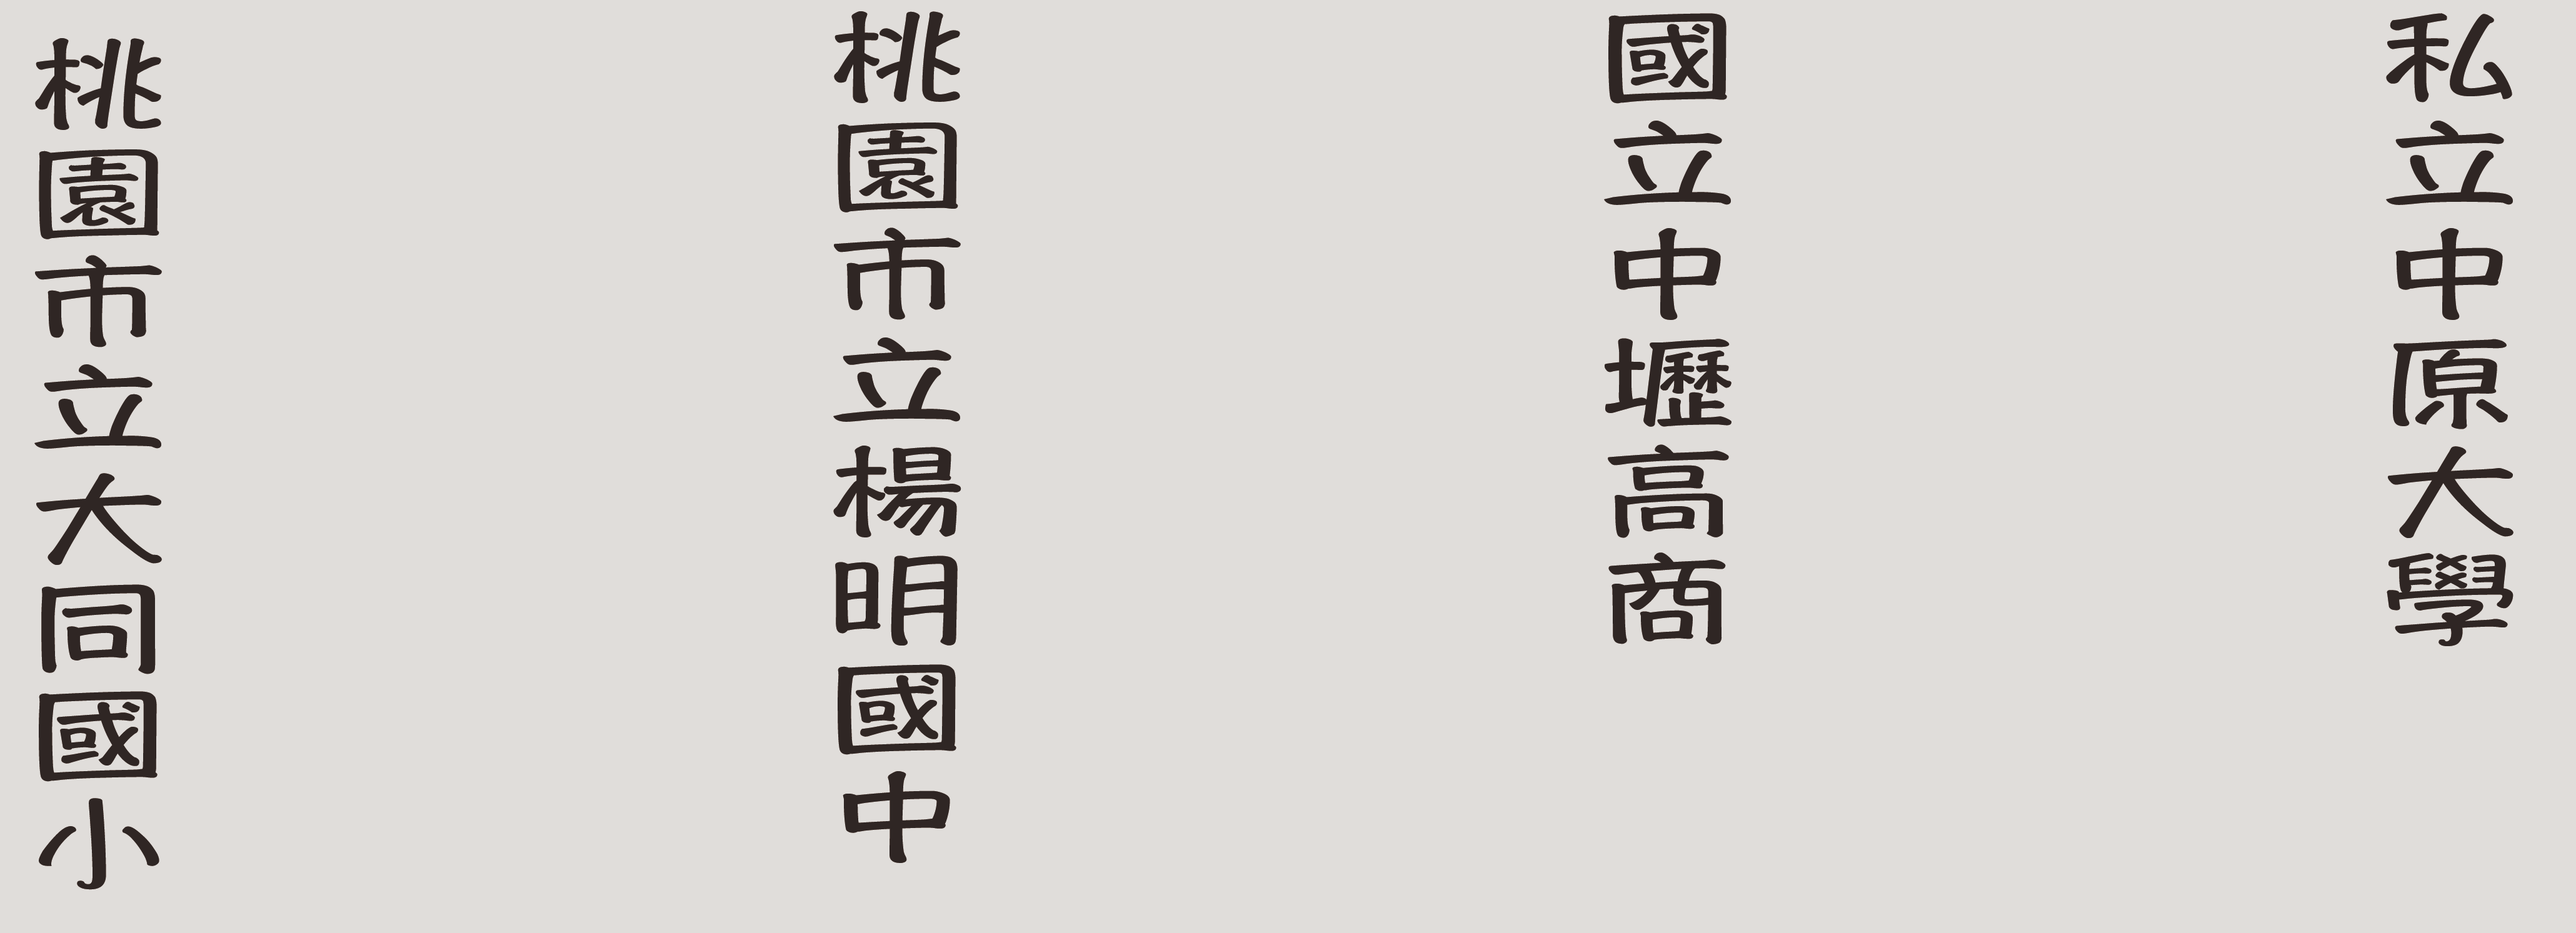 桃園市立大同國小
桃園市立楊明國中
國立中壢高商
私立中原大學